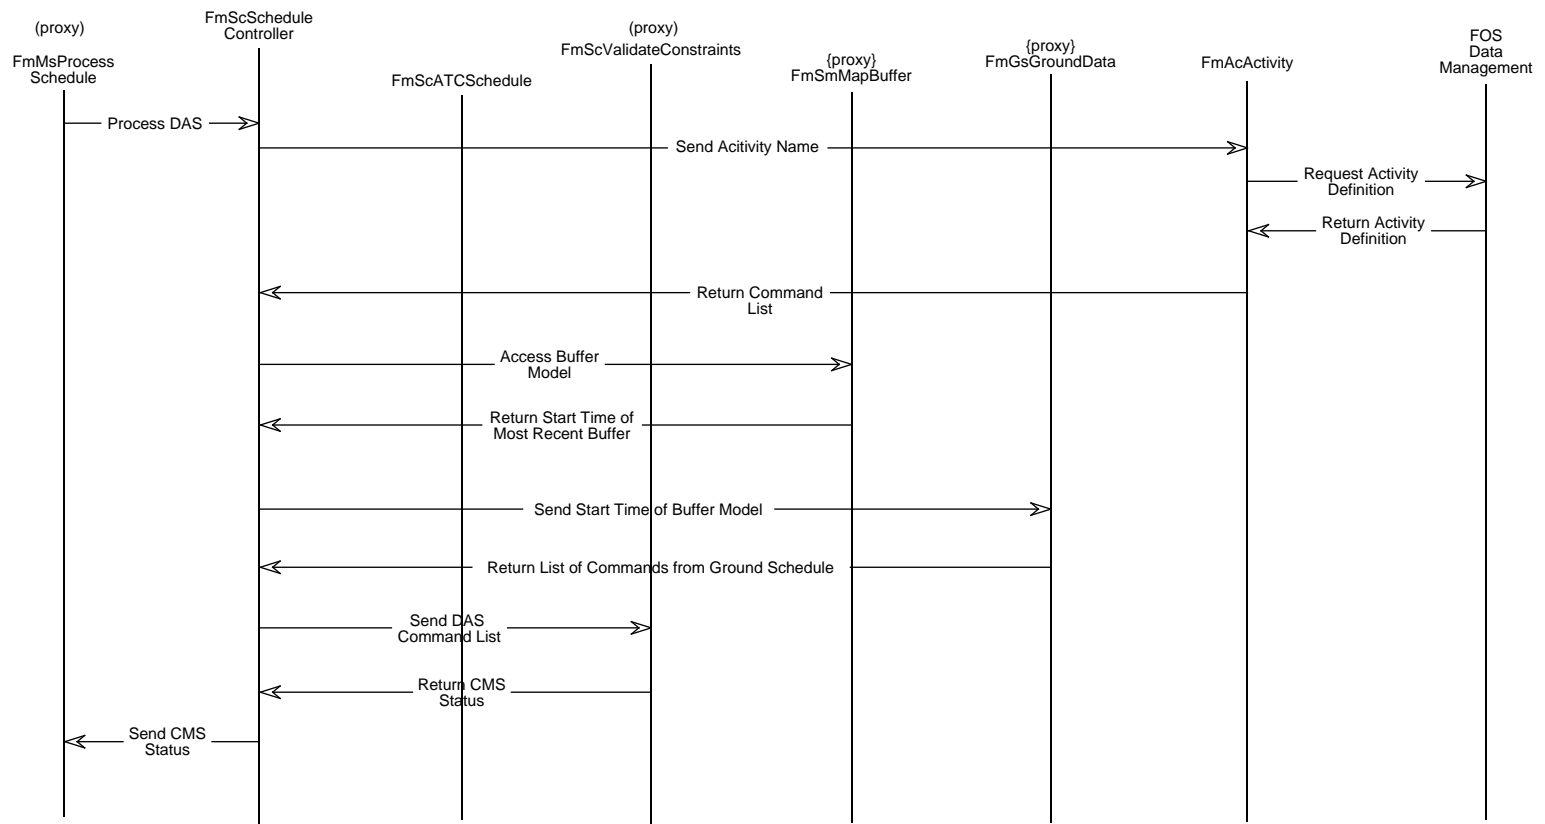 (proxy)
FmMsProcess
Schedule
FmScSchedule
Controller
FmScATCSchedule
(proxy)
FmScValidateConstraints
{proxy}
FmSmMapBuffer
{proxy}
FmGsGroundData
FmAcActivity
FOS
Data
Management
Process DAS
Send Acitivity Name
Request Activity
Definition
Return Activity
Definition
Return Command
List
Access Buffer
Model
Return Start Time of
Most Recent Buffer
Send Start Time of Buffer Model
Return List of Commands from Ground Schedule
Send DAS
Command List
Return CMS
Status
Send CMS
Status